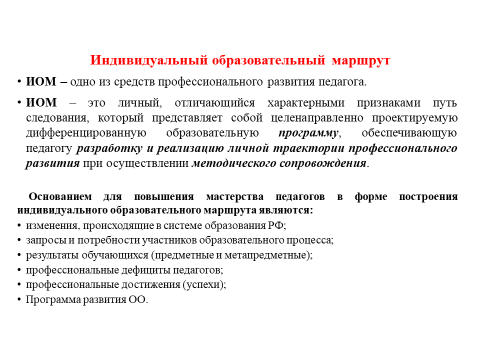 Индивидуальный образовательный маршрут
• ИОМ – одно из средств профессионального развития педагога.
• ИОМ – это личный, отличающийся характерными признаками путь
следования, который представляет собой целенаправленно проектируемую
дифференцированную образовательную программу, обеспечивающую
педагогу разработку и реализацию личной траектории профессионального
развития при осуществлении методического сопровождения.
Основанием для повышения мастерства педагогов в форме построения
индивидуального образовательного маршрута являются:
• изменения, происходящие в системе образования РФ;
• запросы и потребности участников образовательного процесса;
• результаты обучающихся (предметные и метапредметные);
• профессиональные дефициты педагогов;
• профессиональные достижения (успехи);
• Программа развития ОО.